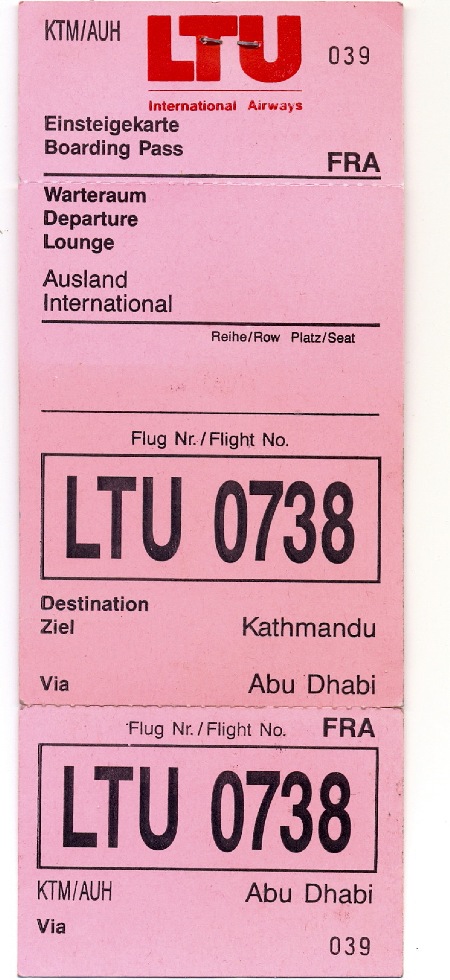 KTM/AUH
LTU
039
International Airways
Einsteigekarte
Boarding Pass
FRA
Warteraum
Departure
Lounge
Ausland
International
Reihe/Row Platz/Seat
Flug Nr./Flight No.
LTU 0738
Destination
Ziel
Kathmandu
Via
Abu Dhabi
Flug Nr./Flight No.
FRA
LTU 0738
KTM/AUH
Abu Dhabi
Via
039